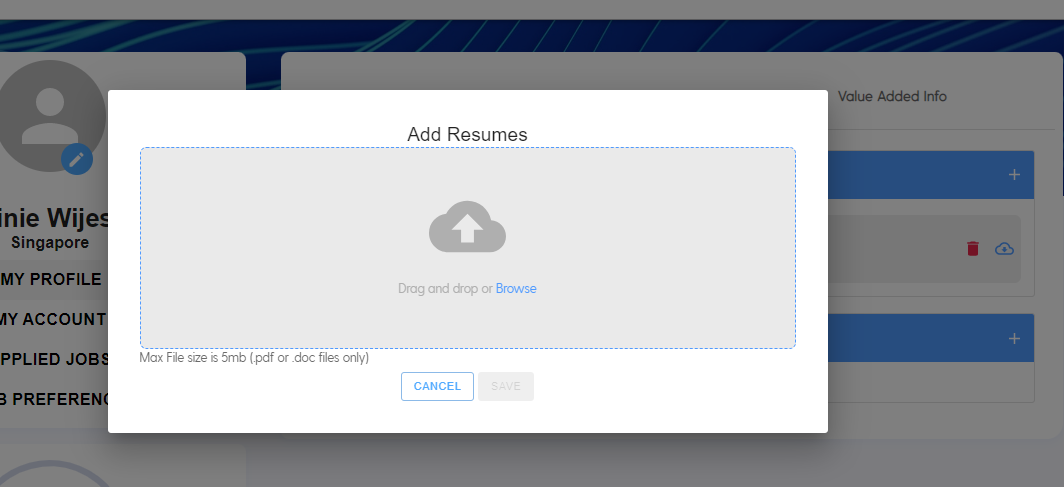 Value Added Info
Add Resumes
Drag and drop or Browse
Max File size is 5mb (.pdf or .doc files only)
CANCEL SAVE
inie Wijes
Singapore
MY PROFILE
MY ACCOUNT
PPLIED JOBS
B PREFEREN